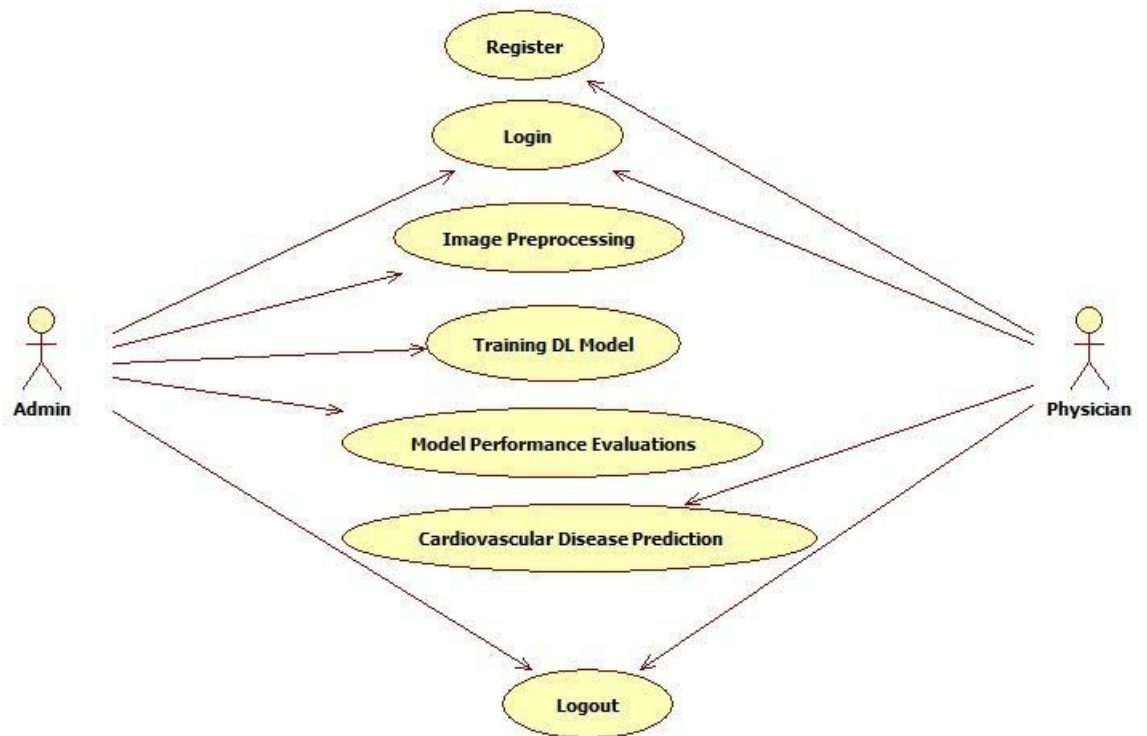 Register
Login
Image Preprocessing
Training DL Model
Admin
Physician
Model Performance Evaluations
Cardiovascular Disease Prediction
Logout